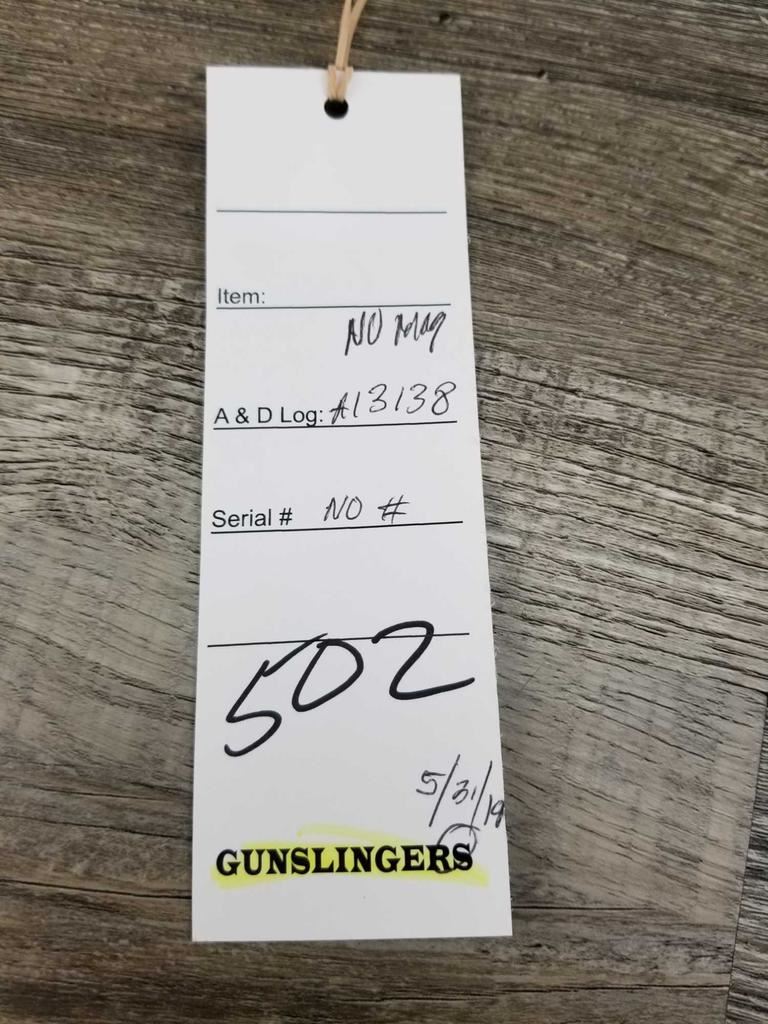 Item:
NO Mag
A & D Log: A13138
Serial # NO #
502
5/31/19
GUNSLINGERS